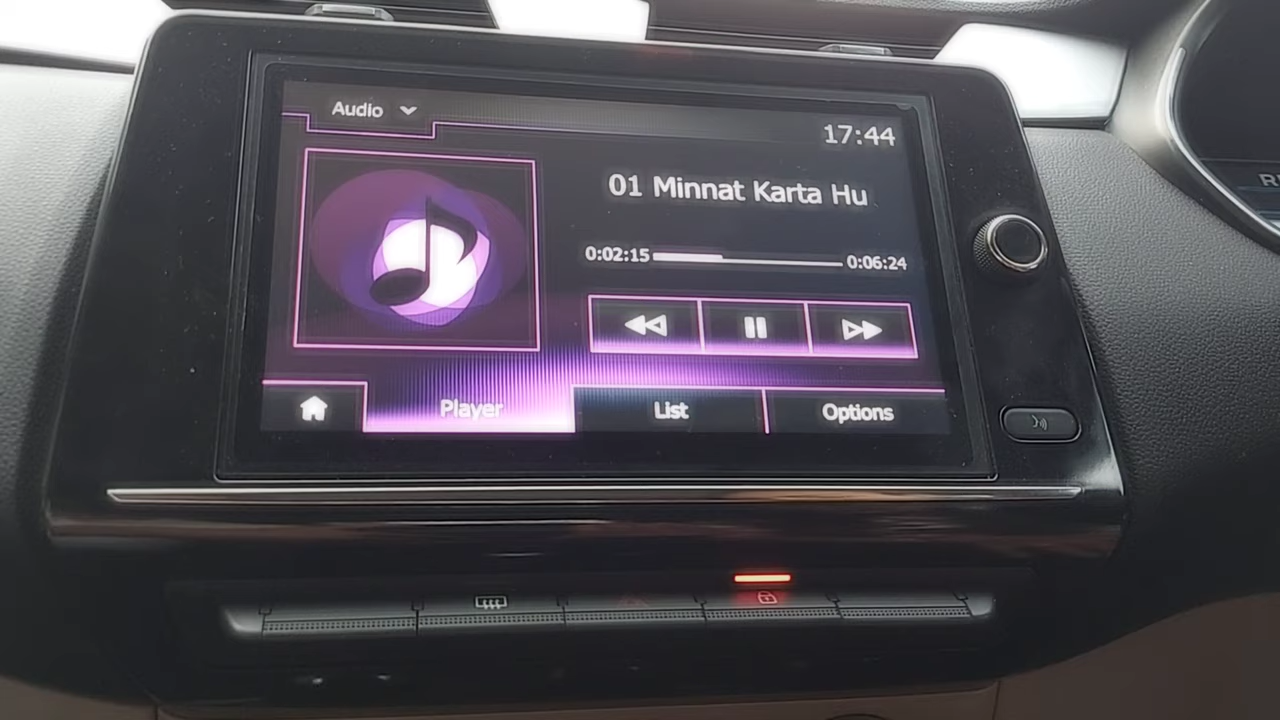 Audio
17:44
01 Minnat Karta Hu
0:02:15 0:06:24
Player List Options